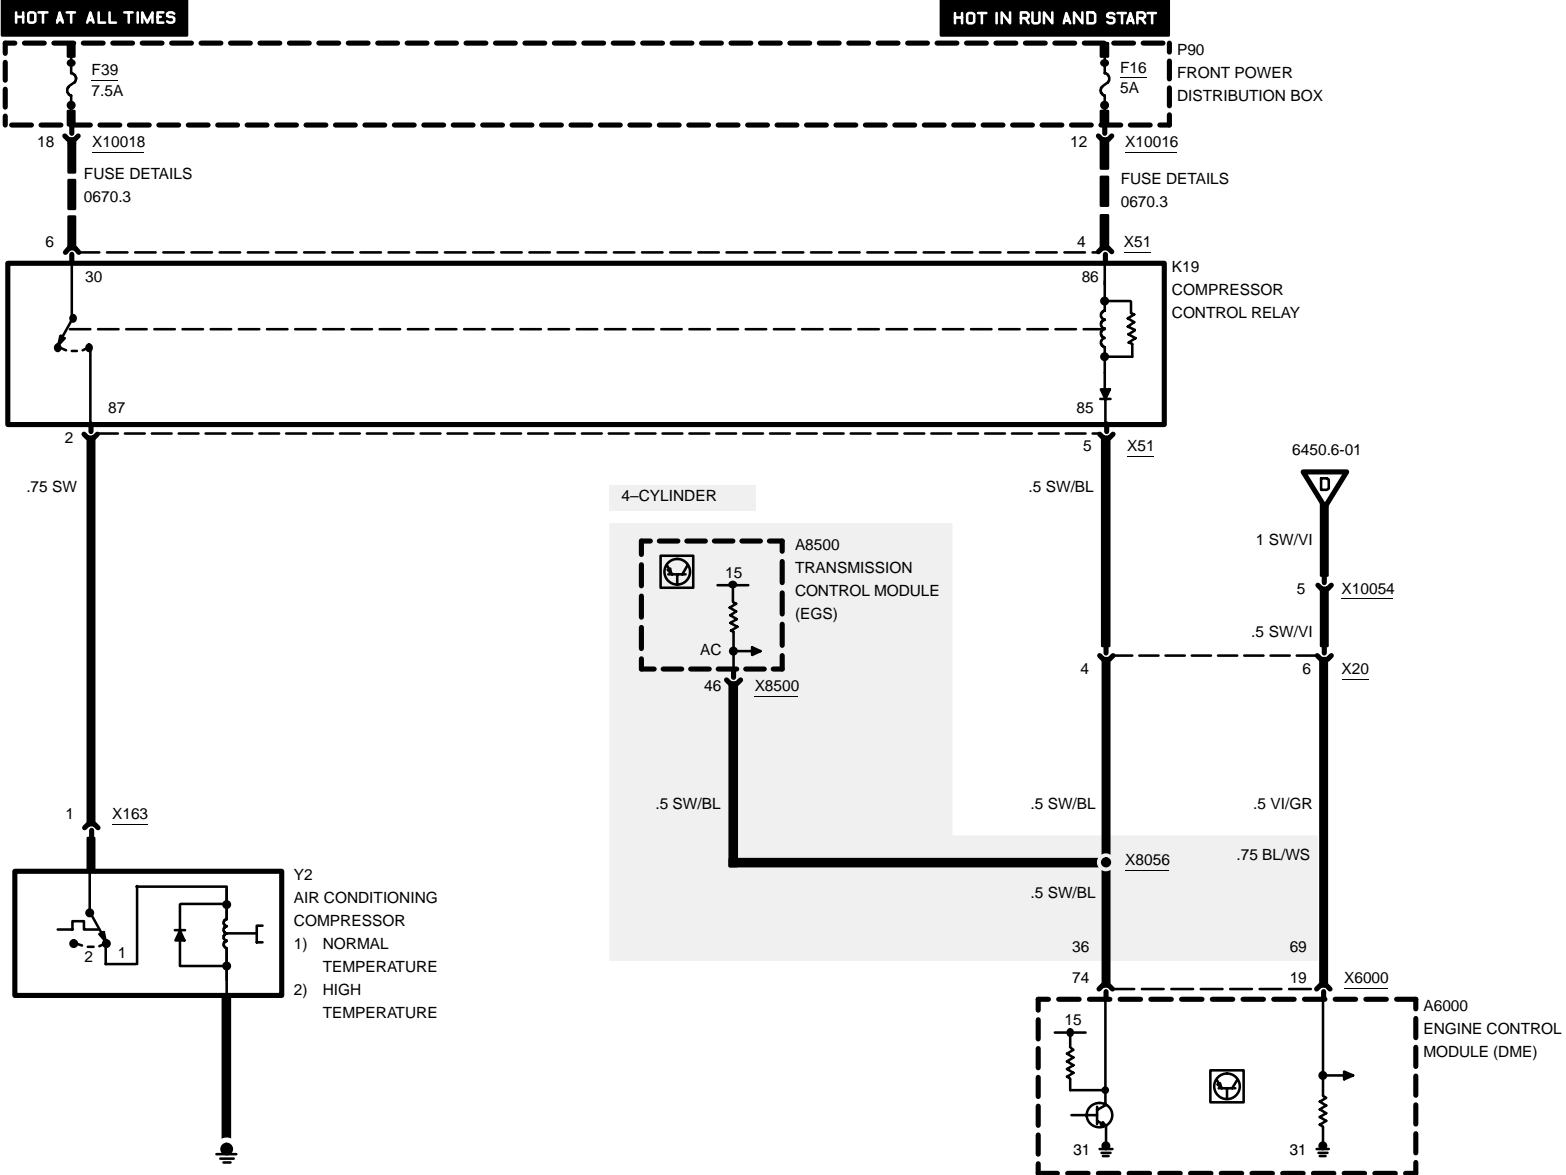 HOT AT ALL TIMES
HOT IN RUN AND START
F39
7.5A
F16
5A
P90
FRONT POWER
DISTRIBUTION BOX
18
X10018
12
X10016
FUSE DETAILS
0670.3
FUSE DETAILS
0670.3
6
4
X51
30
86
K19
COMPRESSOR
CONTROL RELAY
87
85
2
5
X51
6450.6-01
D
.75 SW
4–CYLINDER
.5 SW/BL
1 SW/VI
A8500
TRANSMISSION
CONTROL MODULE
(EGS)
15
AC
5
X10054
.5 SW/VI
46
X8500
4
6
X20
.5 SW/BL
.5 SW/BL
.5 VI/GR
1
X163
X8056
.75 BL/WS
.5 SW/BL
Y2
AIR CONDITIONING
COMPRESSOR
1) NORMAL
TEMPERATURE
2) HIGH
TEMPERATURE
2
1
36
69
74
19
X6000
A6000
ENGINE CONTROL
MODULE (DME)
15
31
31